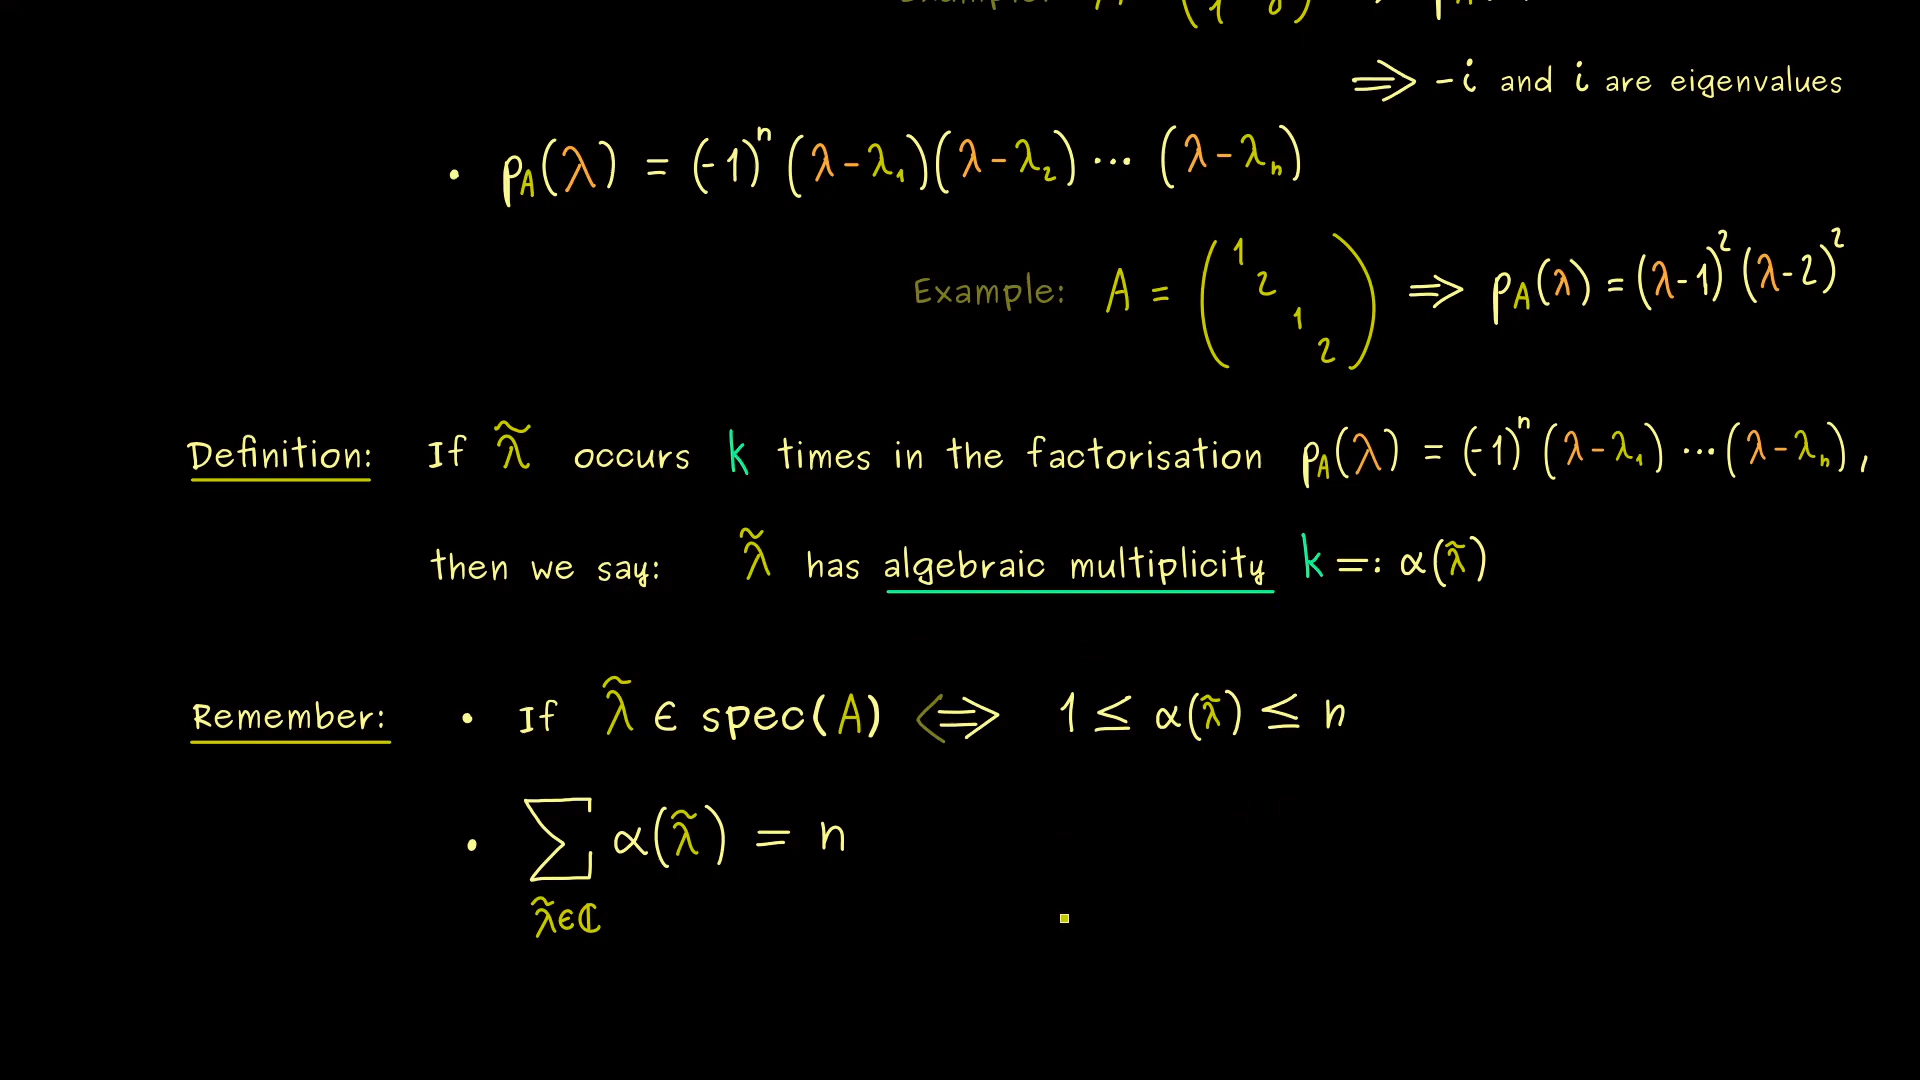 ⟹ -i and i are eigenvalues
• p_A(λ) = (-1)^n (λ-λ_1)(λ-λ_2) ⋯ (λ-λ_n)
Example: A = (1 2 1 2) ⟹ p_A(λ) = (λ-1)^2 (λ-2)^2
Definition: If λ̃ occurs k times in the factorisation p_A(λ) = (-1)^n (λ-λ_1) ⋯ (λ-λ_n),
then we say: λ̃ has algebraic multiplicity k =: α(λ̃)
Remember: • If λ̃ ∈ spec(A) ⟺ 1 ≤ α(λ̃) ≤ n
• ∑ α(λ̃) = n
λ̃∈ℂ